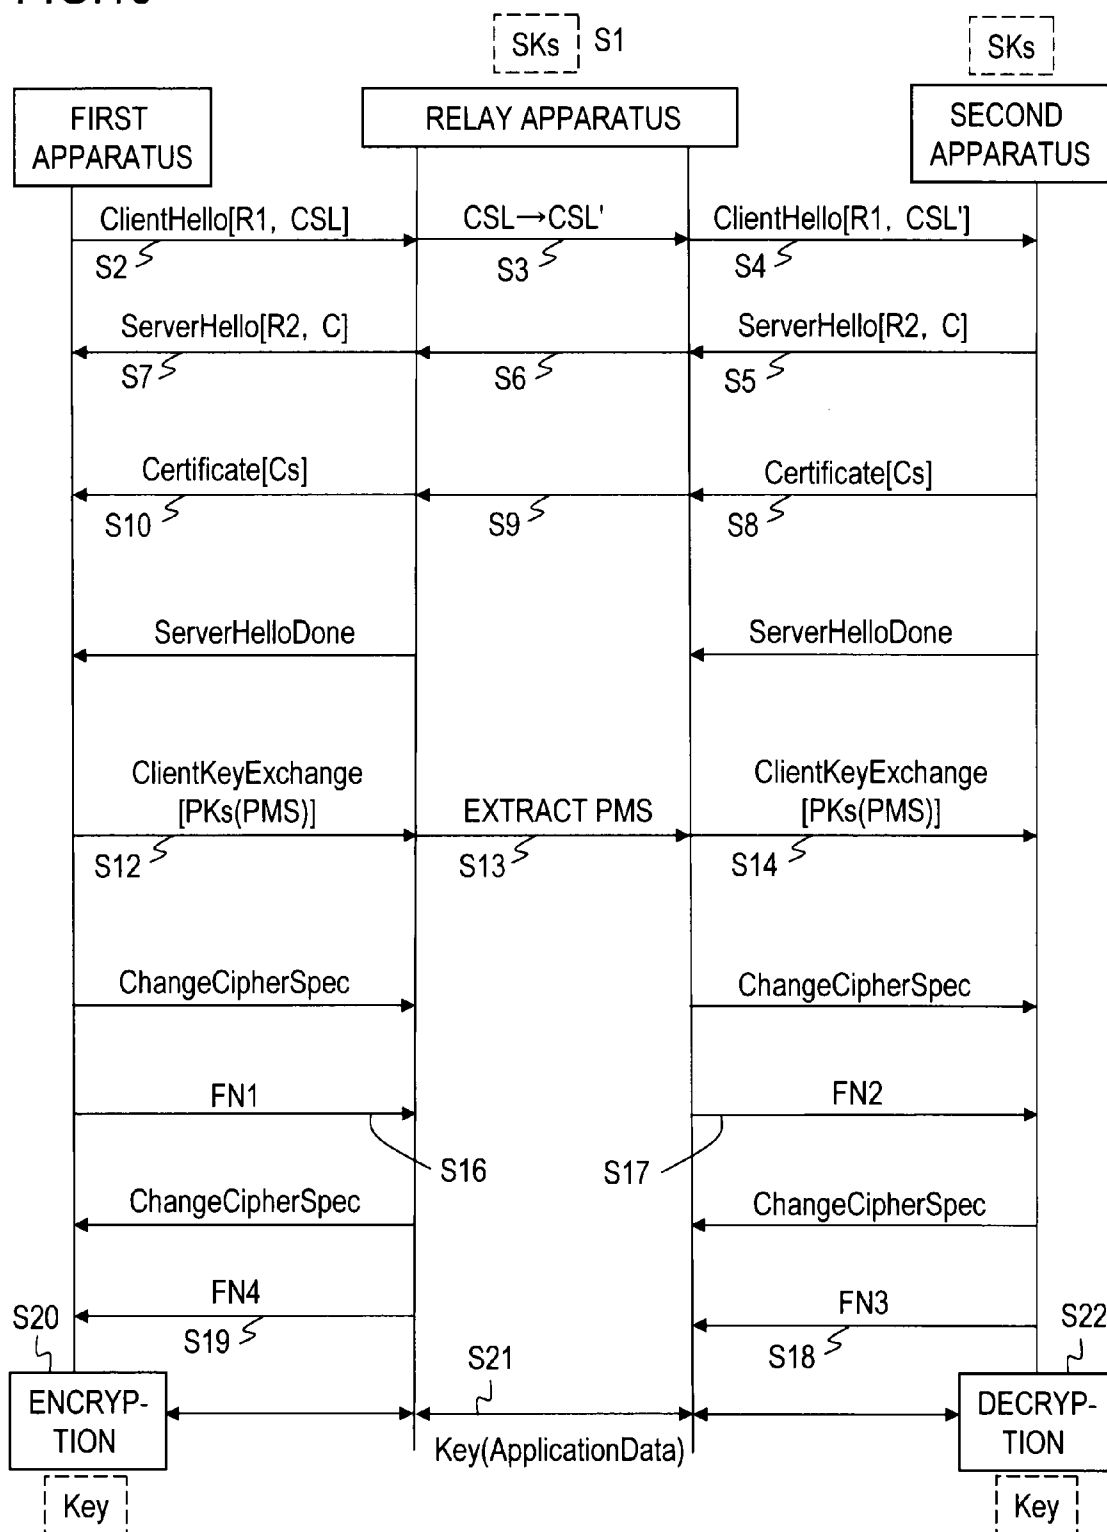 SKs
S1
SKs
FIRST
APPARATUS
RELAY APPARATUS
SECOND
APPARATUS
ClientHello[R1, CSL]
CSL→CSL'
ClientHello[R1, CSL']
S2
S3
S4
ServerHello[R2, C]
ServerHello[R2, C]
S7
S6
S5
Certificate[Cs]
Certificate[Cs]
S10
S9
S8
ServerHelloDone
ServerHelloDone
ClientKeyExchange
[PKs(PMS)]
EXTRACT PMS
ClientKeyExchange
[PKs(PMS)]
S12
S13
S14
ChangeCipherSpec
ChangeCipherSpec
FN1
FN2
S16
S17
ChangeCipherSpec
ChangeCipherSpec
FN4
FN3
S20
S19
S18
S22
S21
ENCRYP-
TION
DECRYP-
TION
Key(ApplicationData)
Key
Key